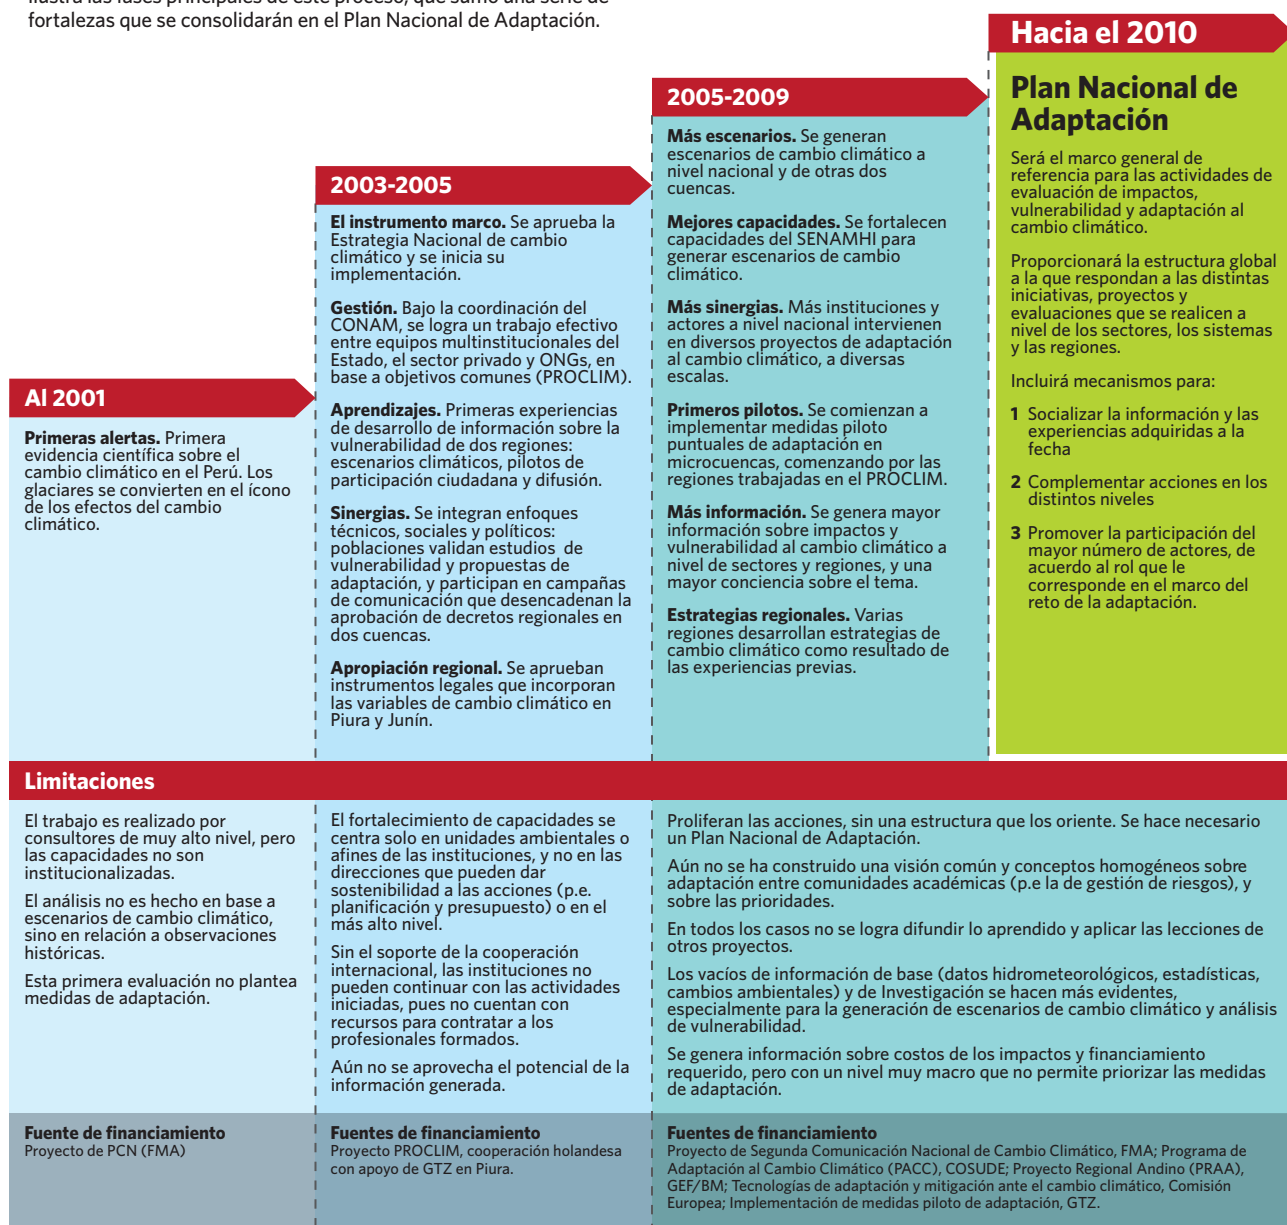 ilustra las fases principales de este proceso, que sumó una serie de
fortalezas que se consolidarán en el Plan Nacional de Adaptación.
Al 2001
Primeras alertas. Primera
evidencia científica sobre el
cambio climático en el Perú. Los
glaciares se convierten en el ícono
de los efectos del cambio
climático.
2003-2005
El instrumento marco. Se aprueba la
Estrategia Nacional de cambio
climático y se inicia su
implementación.
Gestión. Bajo la coordinación del
CONAM, se logra un trabajo efectivo
entre equipos multinstitucionales del
Estado, el sector privado y ONGs, en
base a objetivos comunes (PROCLIM).
Aprendizajes. Primeras experiencias
de desarrollo de información sobre la
vulnerabilidad de dos regiones:
escenarios climáticos, pilotos de
participación ciudadana y difusión.
Sinergias. Se integran enfoques
técnicos, sociales y políticos:
poblaciones validan estudios de
vulnerabilidad y propuestas de
adaptación, y participan en campañas
de comunicación que desencadenan la
aprobación de decretos regionales en
dos cuencas.
Apropiación regional. Se aprueban
instrumentos legales que incorporan
las variables de cambio climático en
Piura y Junín.
2005-2009
Más escenarios. Se generan
escenarios de cambio climático a
nivel nacional y de otras dos
cuencas.
Mejores capacidades. Se fortalecen
capacidades del SENAMHI para
generar escenarios de cambio
climático.
Más sinergias. Más instituciones y
actores a nivel nacional intervienen
en diversos proyectos de adaptación
al cambio climático, a diversas
escalas.
Primeros pilotos. Se comienzan a
implementar medidas piloto
puntuales de adaptación en
microcuencas, comenzando por las
regiones trabajadas en el PROCLIM.
Más información. Se genera mayor
información sobre impactos y
vulnerabilidad al cambio climático a
nivel de sectores y regiones, y una
mayor conciencia sobre el tema.
Estrategias regionales. Varias
regiones desarrollan estrategias de
cambio climático como resultado de
las experiencias previas.
Hacia el 2010
Plan Nacional de
Adaptación
Será el marco general de
referencia para las actividades de
evaluación de impactos,
vulnerabilidad y adaptación al
cambio climático.
Proporcionará la estructura global
a la que respondan a las distintas
iniciativas, proyectos y
evaluaciones que se realicen a
nivel de los sectores, los sistemas
y las regiones.
Incluirá mecanismos para:
1 Socializar la información y las
experiencias adquiridas a la
fecha
2 Complementar acciones en los
distintos niveles
3 Promover la participación del
mayor número de actores, de
acuerdo al rol que le
corresponde en el marco del
reto de la adaptación.
Limitaciones
El trabajo es realizado por
consultores de muy alto nivel, pero
las capacidades no son
institucionalizadas.
El análisis no es hecho en base a
escenarios de cambio climático,
sino en relación a observaciones
históricas.
Esta primera evaluación no plantea
medidas de adaptación.
El fortalecimiento de capacidades se
centra solo en unidades ambientales o
afines de las instituciones, y no en las
direcciones que pueden dar
sostenibilidad a las acciones (p.e.
planificación y presupuesto) o en el
más alto nivel.
Sin el soporte de la cooperación
internacional, las instituciones no
pueden continuar con las actividades
iniciadas, pues no cuentan con
recursos para contratar a los
profesionales formados.
Aún no se aprovecha el potencial de la
información generada.
Proliferan las acciones, sin una estructura que los oriente. Se hace necesario
un Plan Nacional de Adaptación.
Aún no se ha construido una visión común y conceptos homogéneos sobre
adaptación entre comunidades académicas (p.e la de gestión de riesgos), y
sobre las prioridades.
En todos los casos no se logra difundir lo aprendido y aplicar las lecciones de
otros proyectos.
Los vacíos de información de base (datos hidrometeorológicos, estadísticas,
cambios ambientales) y de Investigación se hacen más evidentes,
especialmente para la generación de escenarios de cambio climático y análisis
de vulnerabilidad.
Se genera información sobre costos de los impactos y financiamiento
requerido, pero con un nivel muy macro que no permite priorizar las medidas
de adaptación.
Fuente de financiamiento
Proyecto de PCN (FMA)
Fuentes de financiamiento
Proyecto PROCLIM, cooperación holandesa
con apoyo de GTZ en Piura.
Fuentes de financiamiento
Proyecto de Segunda Comunicación Nacional de Cambio Climático, FMA; Programa de
Adaptación al Cambio Climático (PACC), COSUDE; Proyecto Regional Andino (PRAA),
GEF/BM; Tecnologías de adaptación y mitigación ante el cambio climático, Comisión
Europea; Implementación de medidas piloto de adaptación, GTZ.